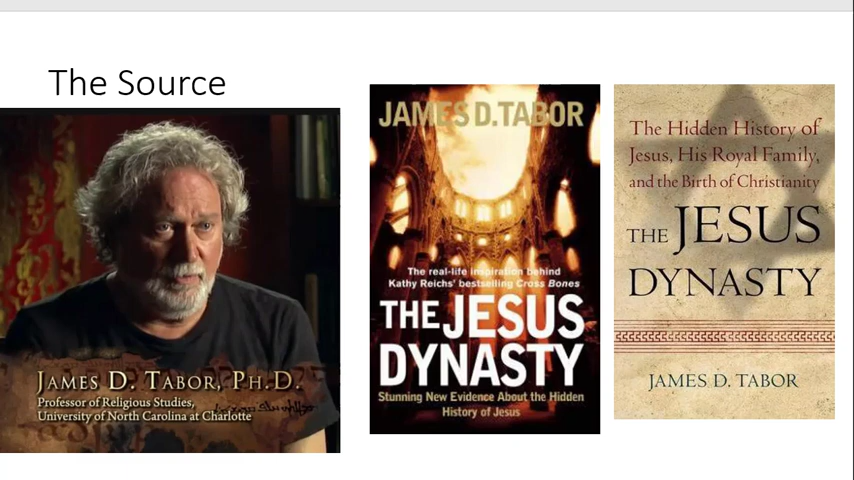 The Source
JAMES D. TABOR, PH.D.
Professor of Religious Studies,
University of North Carolina at Charlotte
JAMES D. TABOR
The real-life inspiration behind
Kathy Reichs' bestselling Cross Bones
THE JESUS
DYNASTY
Stunning New Evidence About the Hidden
History of Jesus
The Hidden History of
Jesus, His Royal Family,
and the Birth of Christianity
THE JESUS
DYNASTY
JAMES D. TABOR